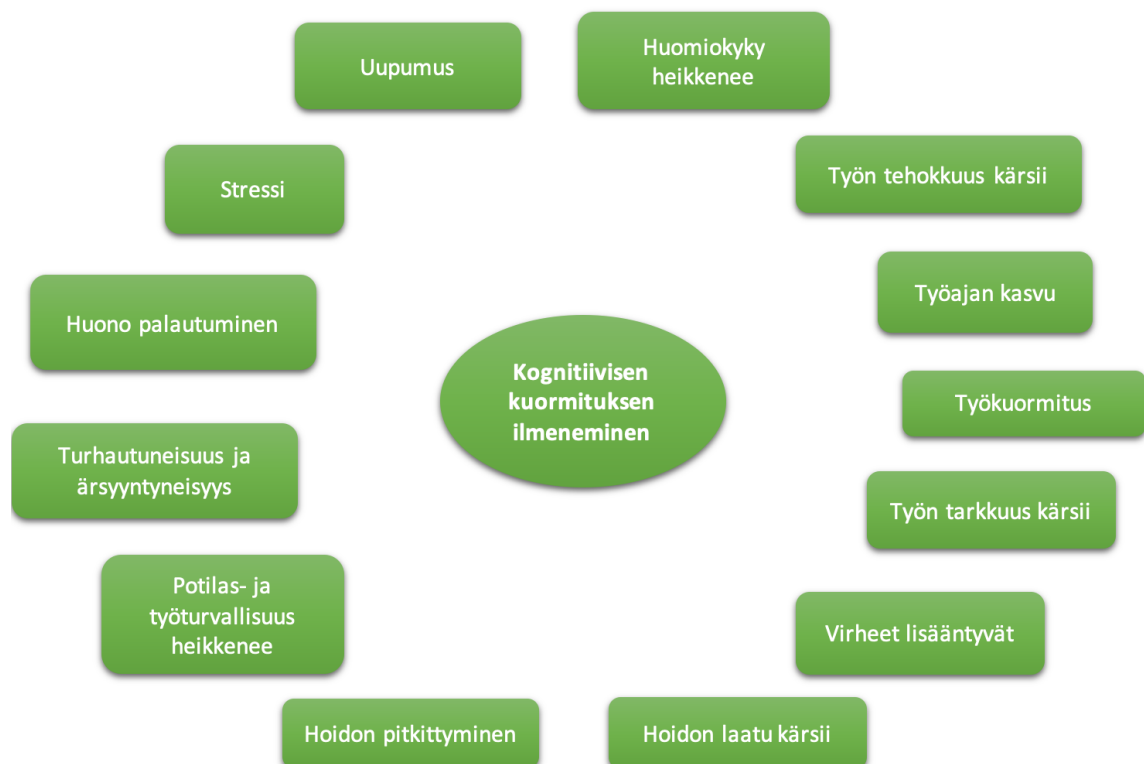 Uupumus
Huomiokyky
heikkenee
Stressi
Työn tehokkuus kärsii
Huono palautuminen
Työajan kasvu
Kognitiivisen
kuormituksen
ilmeneminen
Työkuormitus
Turhautuneisuus ja
ärsyyntyneisyys
Työn tarkkuus kärsii
Potilas- ja
työturvallisuus
heikkenee
Virheet lisääntyvät
Hoidon pitkittyminen
Hoidon laatu kärsii